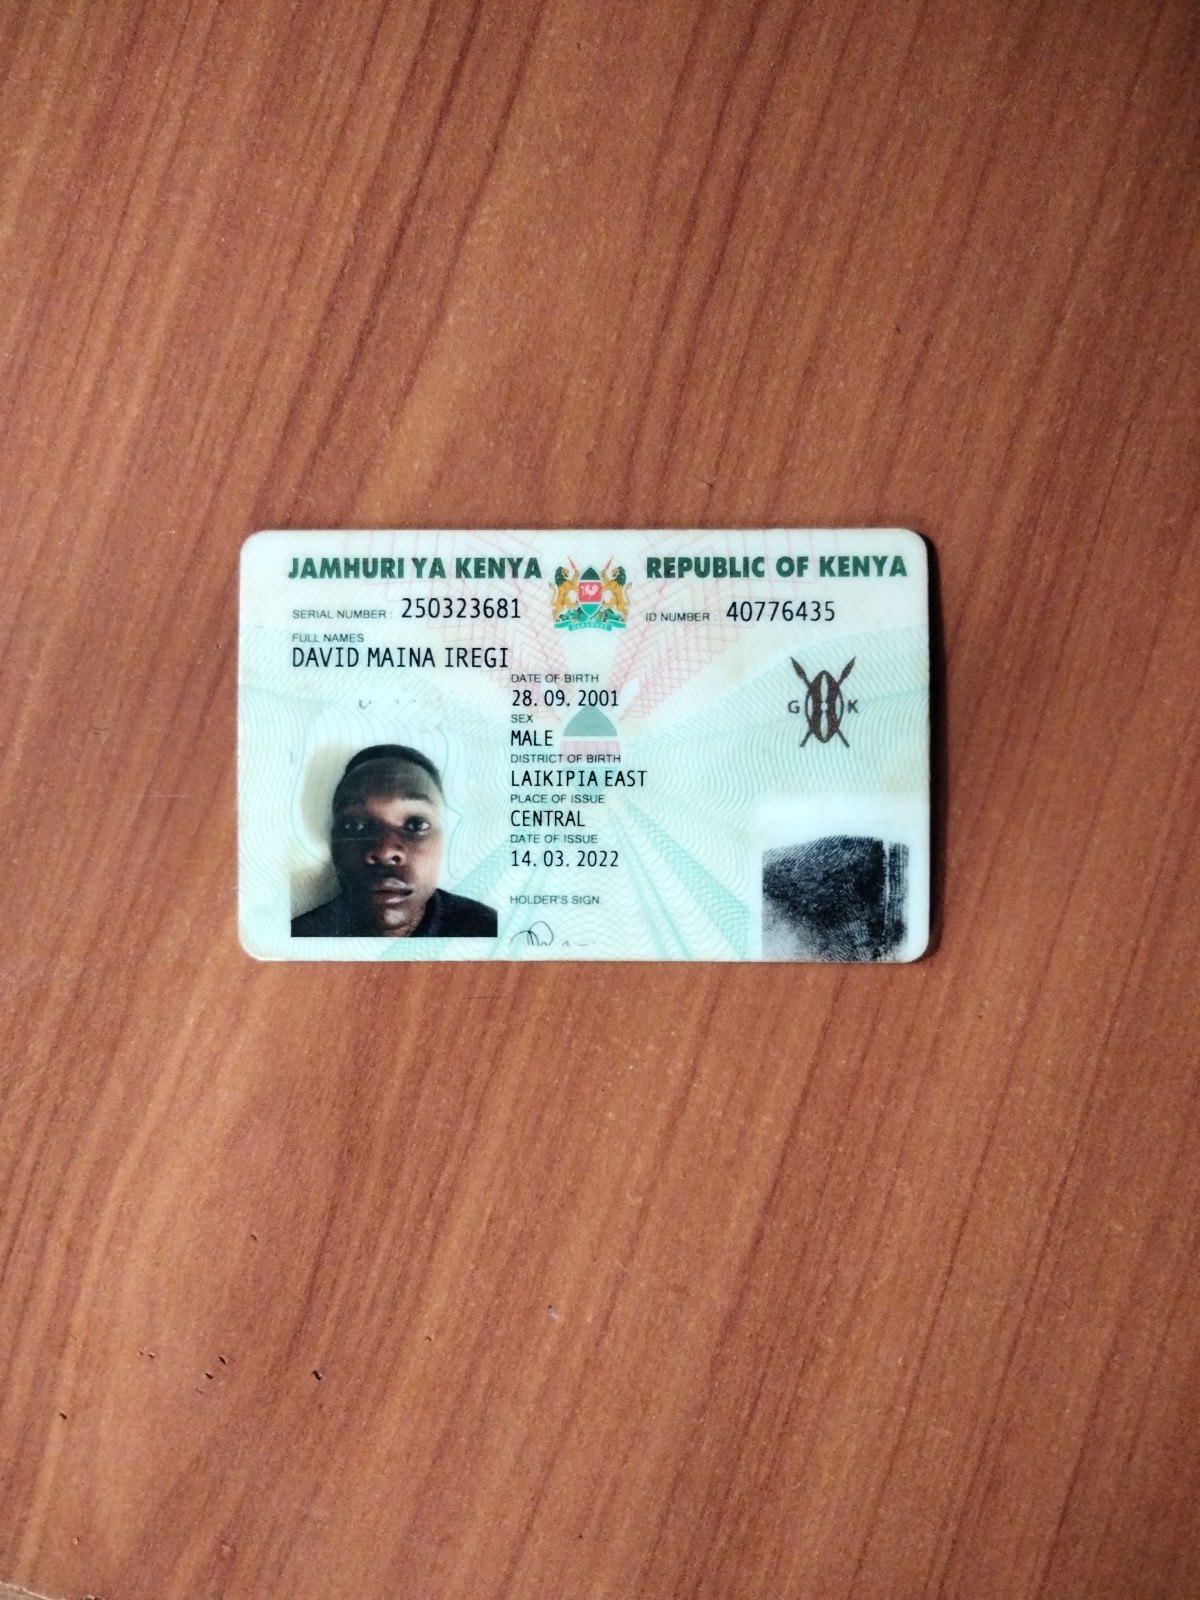 JAMHURI YA KENYA REPUBLIC OF KENYA
SERIAL NUMBER : 250323681 ID NUMBER : 40776435
FULL NAMES
DAVID MAINA IREGI
DATE OF BIRTH
28. 09. 2001
SEX
MALE
G K
DISTRICT OF BIRTH
LAIKIPIA EAST
PLACE OF ISSUE
CENTRAL
DATE OF ISSUE
14. 03. 2022
HOLDER'S SIGN.